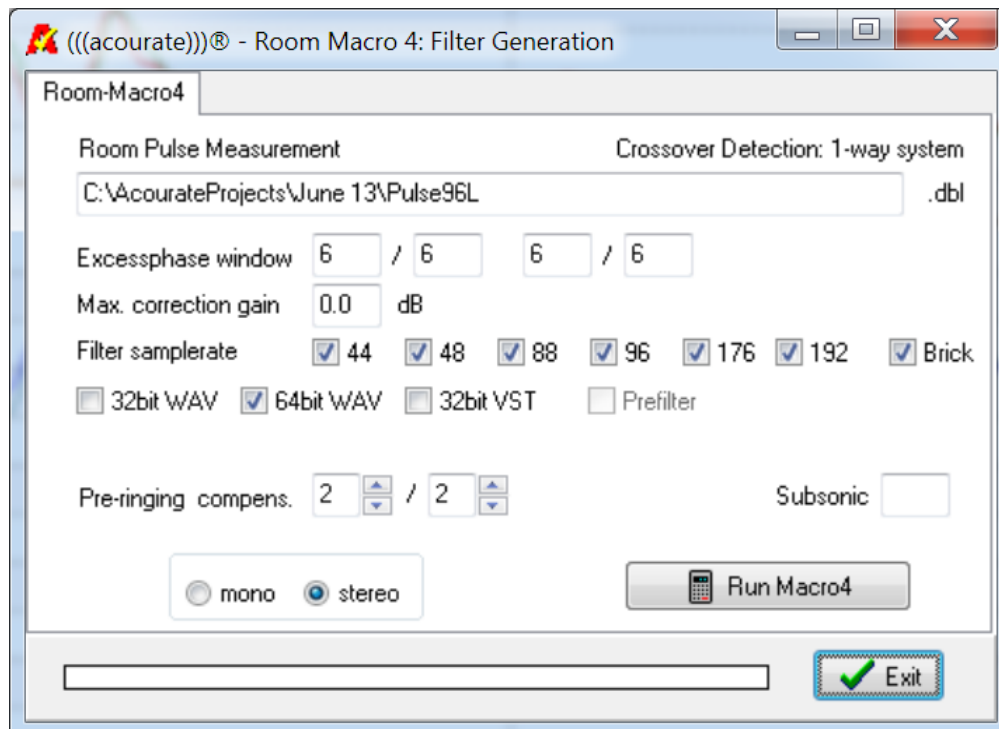 (((acourate)))® - Room Macro 4: Filter Generation
Room-Macro4
Room Pulse Measurement Crossover Detection: 1-way system
C:\AcourateProjects\June 13\Pulse96L .dbl
Excessphase window 6 / 6 6 / 6
Max. correction gain 0.0 dB
Filter samplerate 44 48 88 96 176 192 Brick
32bit WAV 64bit WAV 32bit VST Prefilter
Pre-ringing compens. 2 / 2 Subsonic
mono stereo Run Macro4
Exit